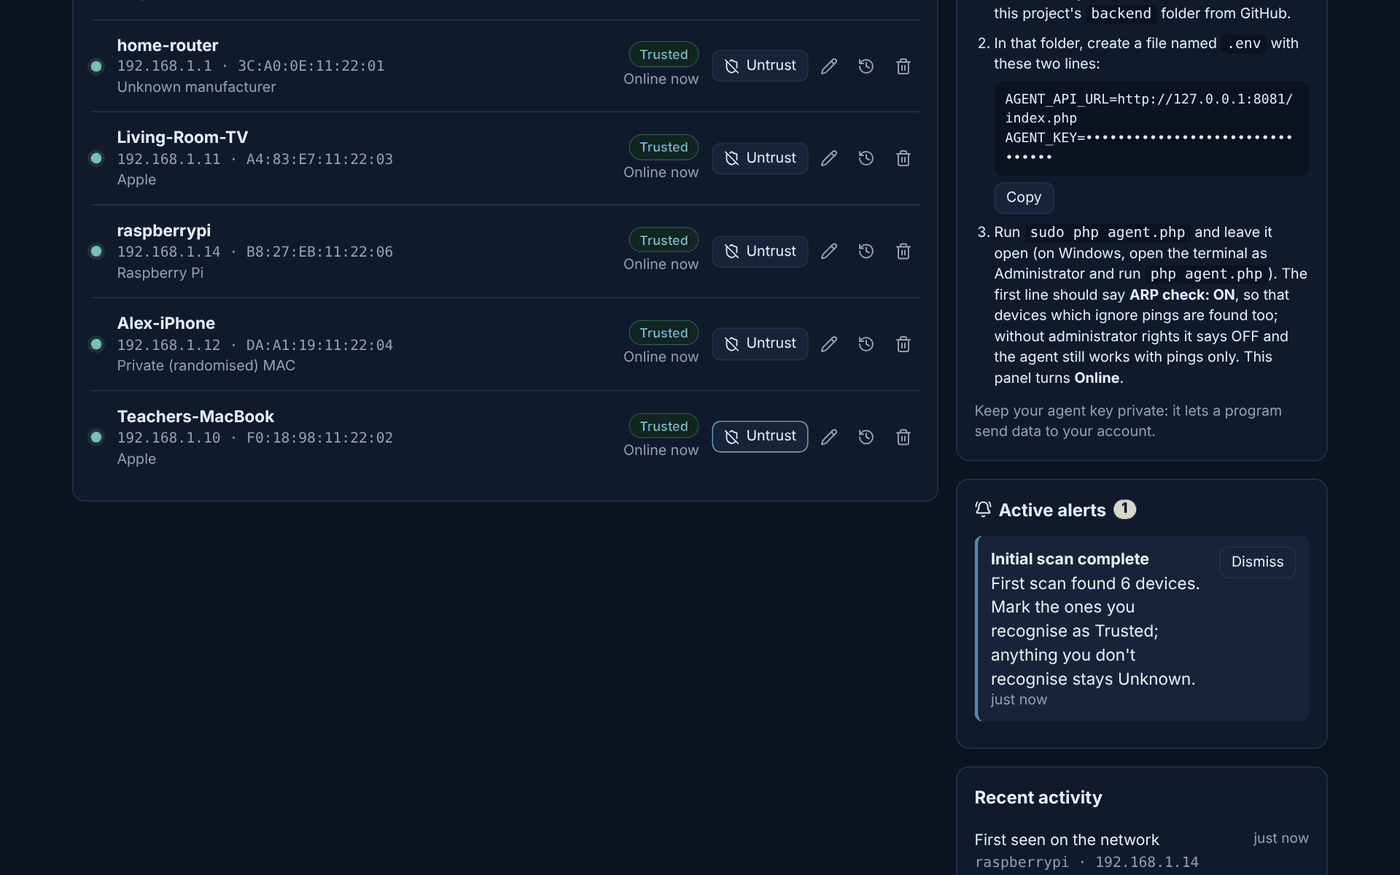 home-router
192.168.1.1 · 3C:A0:0E:11:22:01
Unknown manufacturer
Trusted
Online now
Untrust
Living-Room-TV
192.168.1.11 · A4:83:E7:11:22:03
Apple
Trusted
Online now
Untrust
raspberrypi
192.168.1.14 · B8:27:EB:11:22:06
Raspberry Pi
Trusted
Online now
Untrust
Alex-iPhone
192.168.1.12 · DA:A1:19:11:22:04
Private (randomised) MAC
Trusted
Online now
Untrust
Teachers-MacBook
192.168.1.10 · F0:18:98:11:22:02
Apple
Trusted
Online now
Untrust
this project's backend folder from GitHub.
2. In that folder, create a file named .env with
these two lines:
AGENT_API_URL=http://127.0.0.1:8081/
index.php
AGENT_KEY=••••••••••••••••••••••••••
••••••
Copy
3. Run sudo php agent.php and leave it
open (on Windows, open the terminal as
Administrator and run php agent.php). The
first line should say ARP check: ON, so that
devices which ignore pings are found too;
without administrator rights it says OFF and
the agent still works with pings only. This
panel turns Online.
Keep your agent key private: it lets a program
send data to your account.
Active alerts 1
Initial scan complete
Dismiss
First scan found 6 devices.
Mark the ones you
recognise as Trusted;
anything you don't
recognise stays Unknown.
just now
Recent activity
First seen on the network
just now
raspberrypi · 192.168.1.14